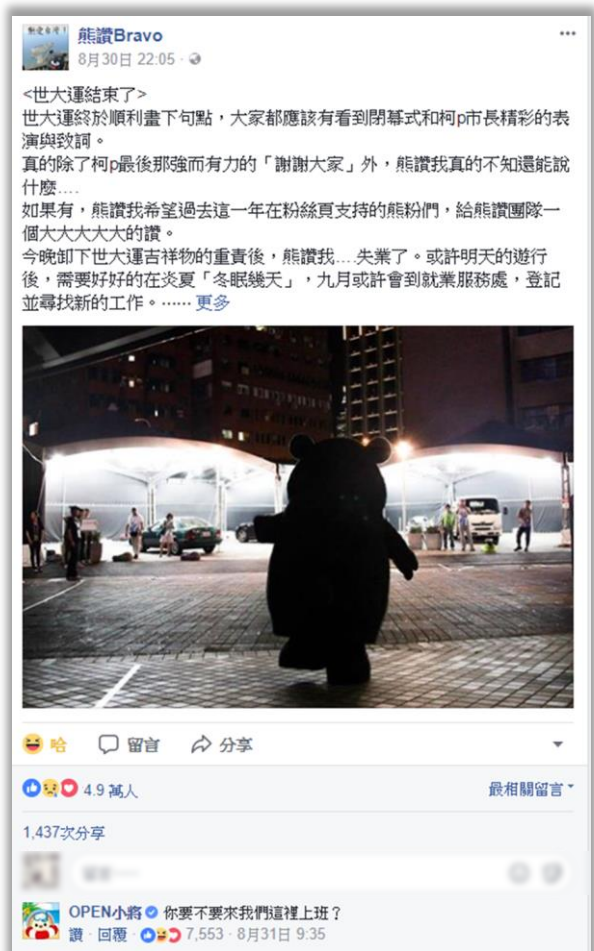 熊讚Bravo
8月30日 22:05
<世大運結束了>
世大運終於順利畫下句點，大家都應該有看到閉幕式和柯p市長精彩的表
演與致詞。
真的除了柯p最後那強而有力的「謝謝大家」外，熊讚我真的不知還能說
什麼....
如果有，熊讚我希望過去這一年在粉絲頁支持的熊粉們，給熊讚團隊一
個大大大大大的讚。
今晚卸下世大運吉祥物的重責後，熊讚我....失業了。或許明天的遊行
後，需要好好的在炎夏「冬眠幾天」，九月或許會到就業服務處，登記
並尋找新的工作。…… 更多
哈 留言 分享
4.9 萬人 最相關留言
1,437次分享
OPEN小將 你要不要來我們這裡上班？
讚 · 回覆 · 7,553 · 8月31日 9:35